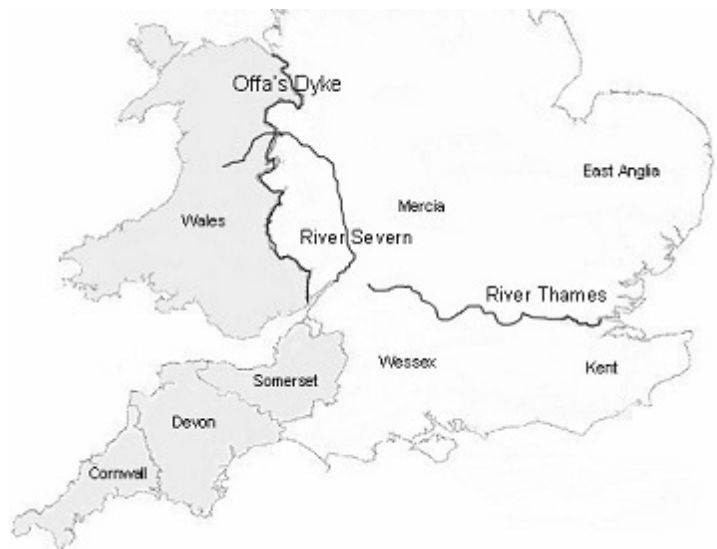 Offa's Dyke
East Anglia
Mercia
Wales
River Severn
River Thames
Wessex
Kent
Somerset
Devon
Cornwall